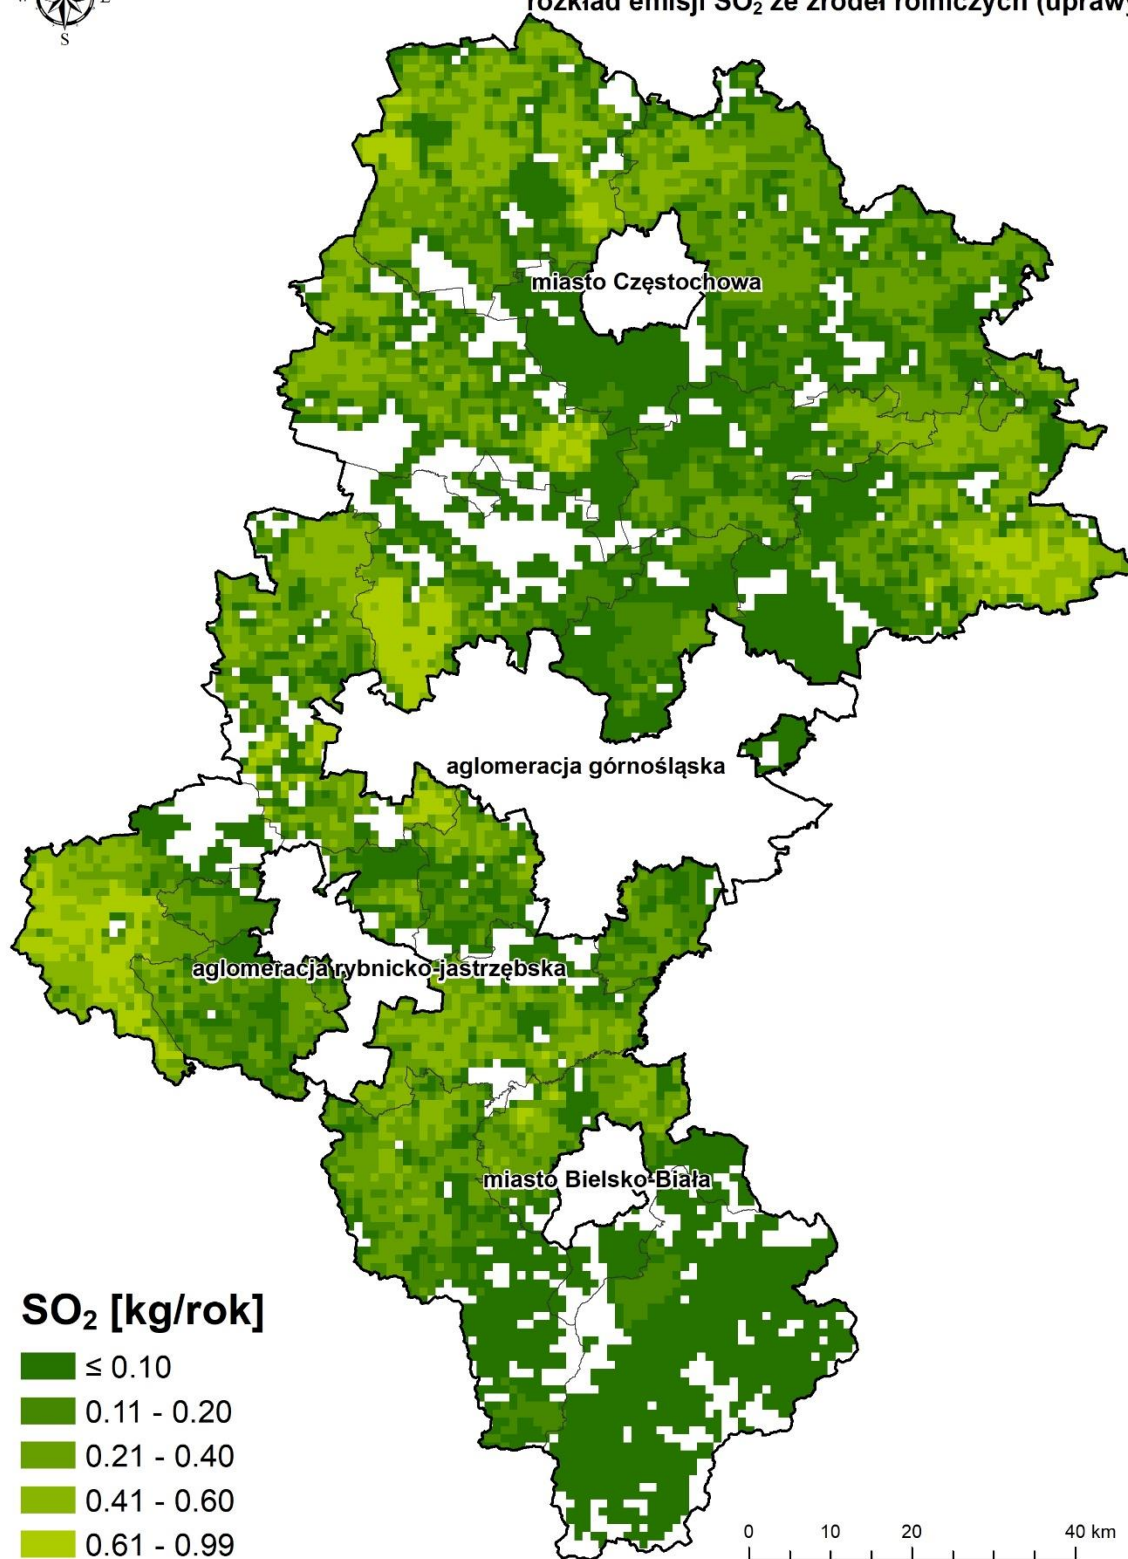 rozkład emisji SO₂ ze źródeł rolniczych (uprawy
S
miasto Częstochowa
aglomeracja górnośląska
aglomeracja rybnicko-jastrzębska
miasto Bielsko-Biała
SO₂ [kg/rok]
≤ 0.10
0.11 - 0.20
0.21 - 0.40
0.41 - 0.60
0.61 - 0.99
0 10 20 40 km